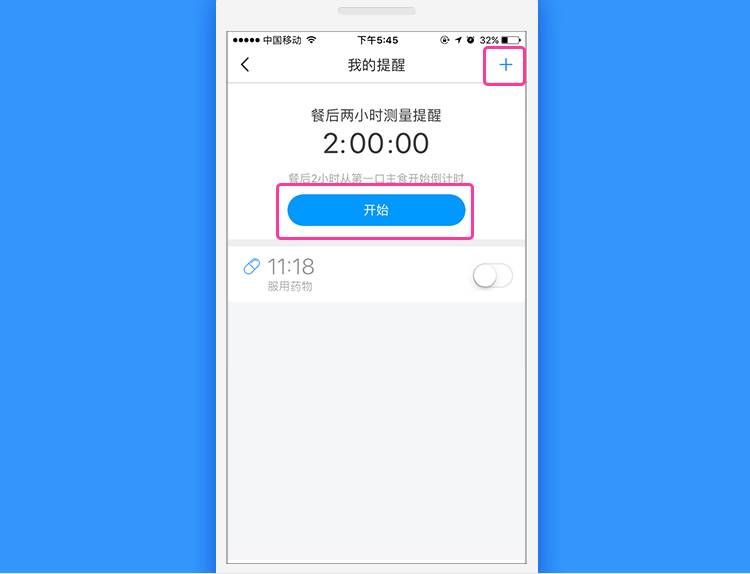 中国移动 下午5:45 32%
我的提醒 +
餐后两小时测量提醒
2:00:00
餐后2小时从第一口主食开始倒计时
开始
11:18
服用药物